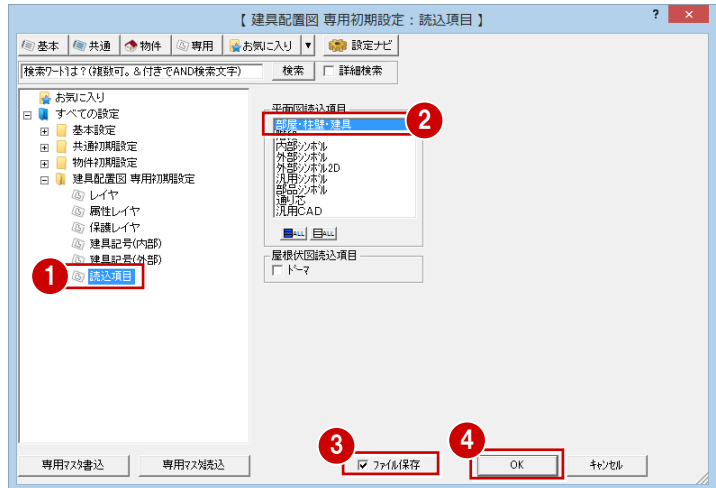 【 建具配置図 専用初期設定：読込項目 】
? ×
基本 共通 物件 専用 お気に入り ▼ 設定ナビ
検索ワードは？(複数可。&付きでAND検索文字) 検索 詳細検索
お気に入り
すべての設定
基本設定
共通初期設定
物件初期設定
建具配置図 専用初期設定
レイヤ
属性レイヤ
保護レイヤ
建具記号(内部)
建具記号(外部)
1 読込項目
平面図読込項目
部屋・柱壁・建具 2
内部シンボル
外部シンボル
外部シンボル2D
汎用シンボル
部品シンボル
通り芯
汎用CAD
ALL ALL
屋根伏図読込項目
ドーマ
3 4
専用マスタ書込 専用マスタ読込 ファイル保存 OK キャンセル